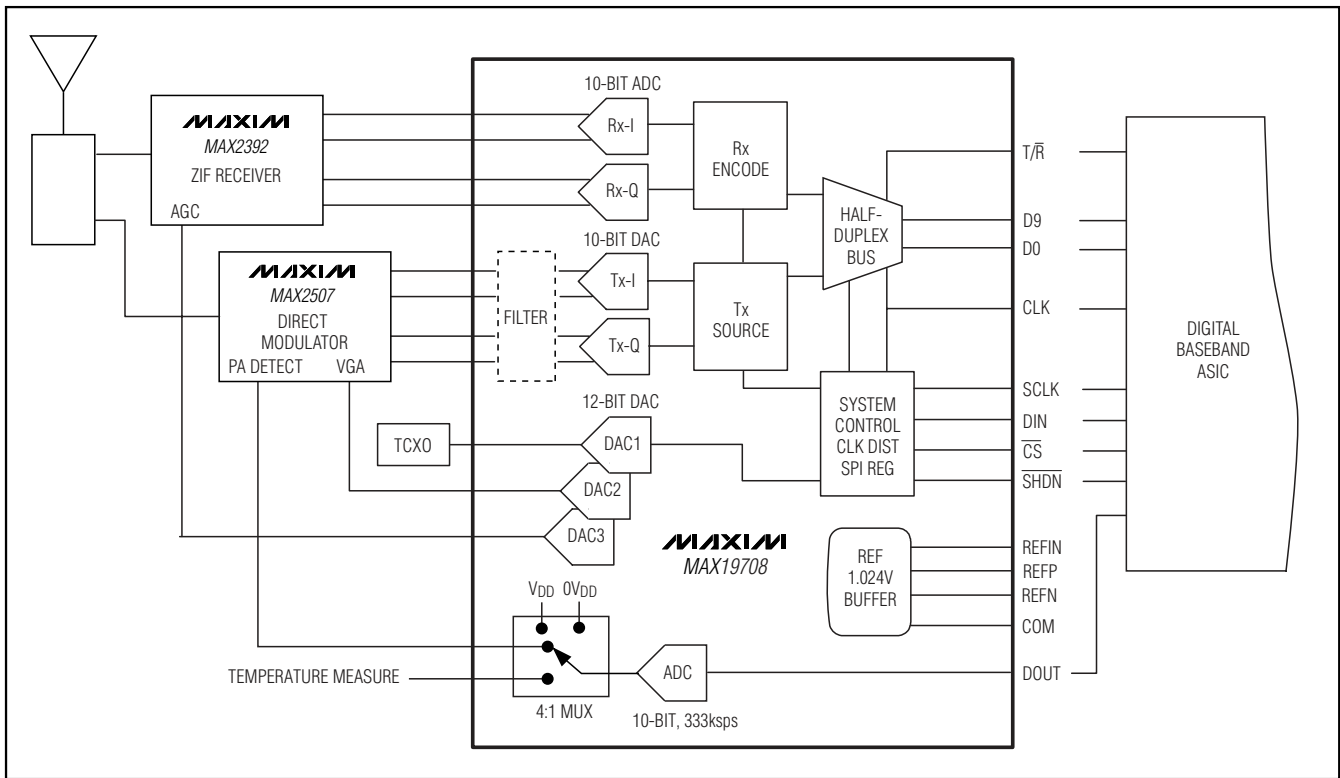 10-BIT ADC
MAXIM
MAX2392
ZIF RECEIVER
AGC
Rx-I
Rx-Q
Rx
ENCODE
T/R̅
HALF-
DUPLEX
BUS
D9
D0
10-BIT DAC
MAXIM
MAX2507
DIRECT
MODULATOR
PA DETECT VGA
FILTER
Tx-I
Tx-Q
Tx
SOURCE
CLK
DIGITAL
BASEBAND
ASIC
12-BIT DAC
TCXO
DAC1
DAC2
DAC3
SYSTEM
CONTROL
CLK DIST
SPI REG
SCLK
DIN
C̅S̅
S̅H̅D̅N̅
MAXIM
MAX19708
REF
1.024V
BUFFER
REFIN
REFP
REFN
COM
VDD 0VDD
TEMPERATURE MEASURE
ADC
DOUT
4:1 MUX
10-BIT, 333ksps